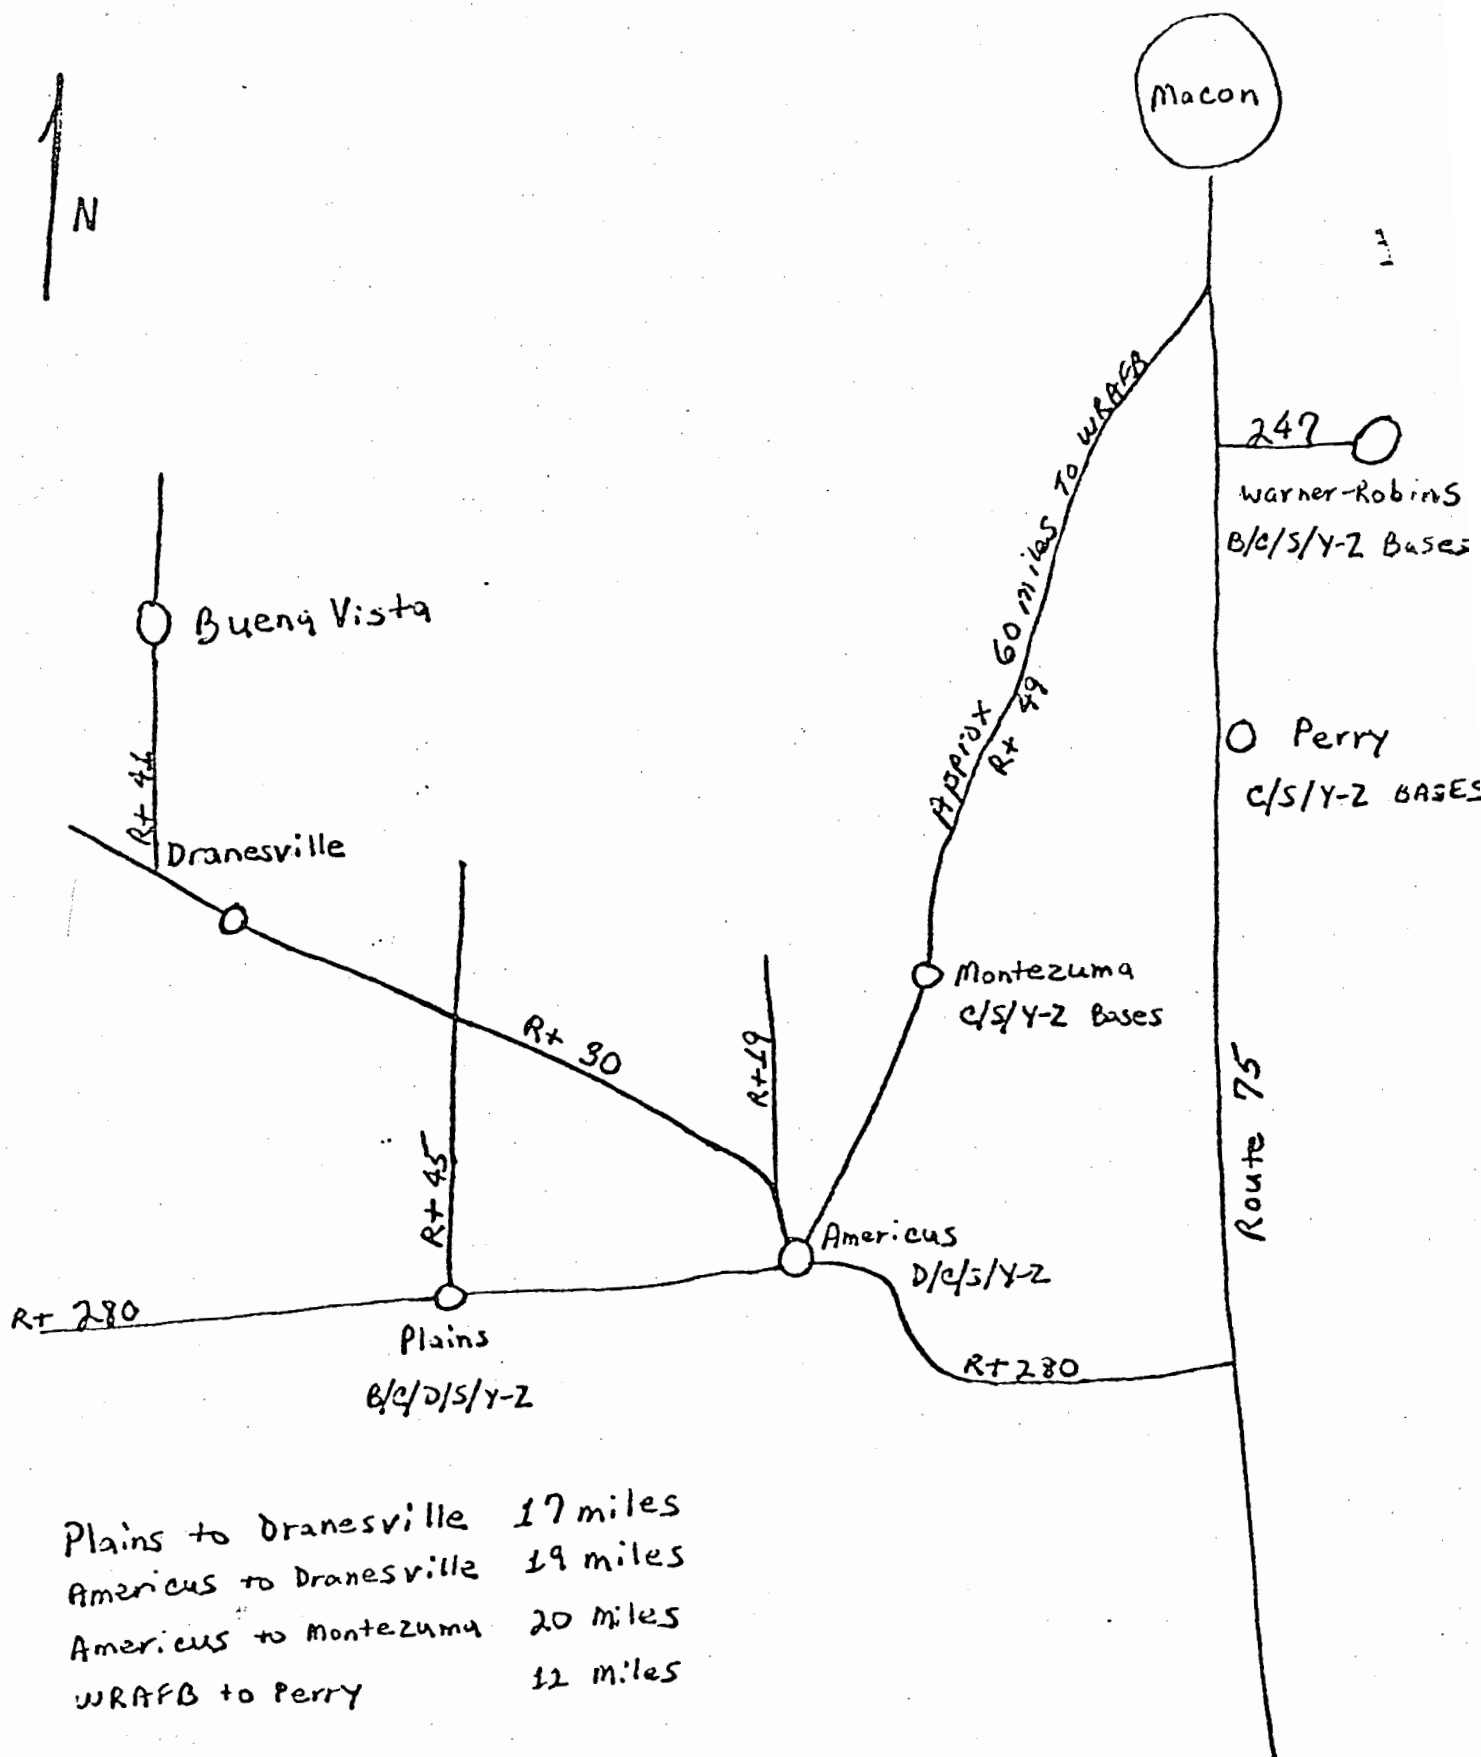 Macon
N
Approx 60 miles to WRAFB
Rt 49
247
Warner-Robins
B/C/S/Y-Z Bases
Buena Vista
Rt 41
Dranesville
Perry
C/S/Y-Z BASES
Montezuma
C/S/Y-Z Bases
Rt 30
Rt 19
Route 75
Rt 45
Americus
D/C/S/Y-Z
Rt 280
Plains
B/C/D/S/Y-Z
Rt 280
Plains to Dranesville 17 miles
Americus to Dranesville 19 miles
Americus to Montezuma 20 miles
WRAFB to Perry 12 miles